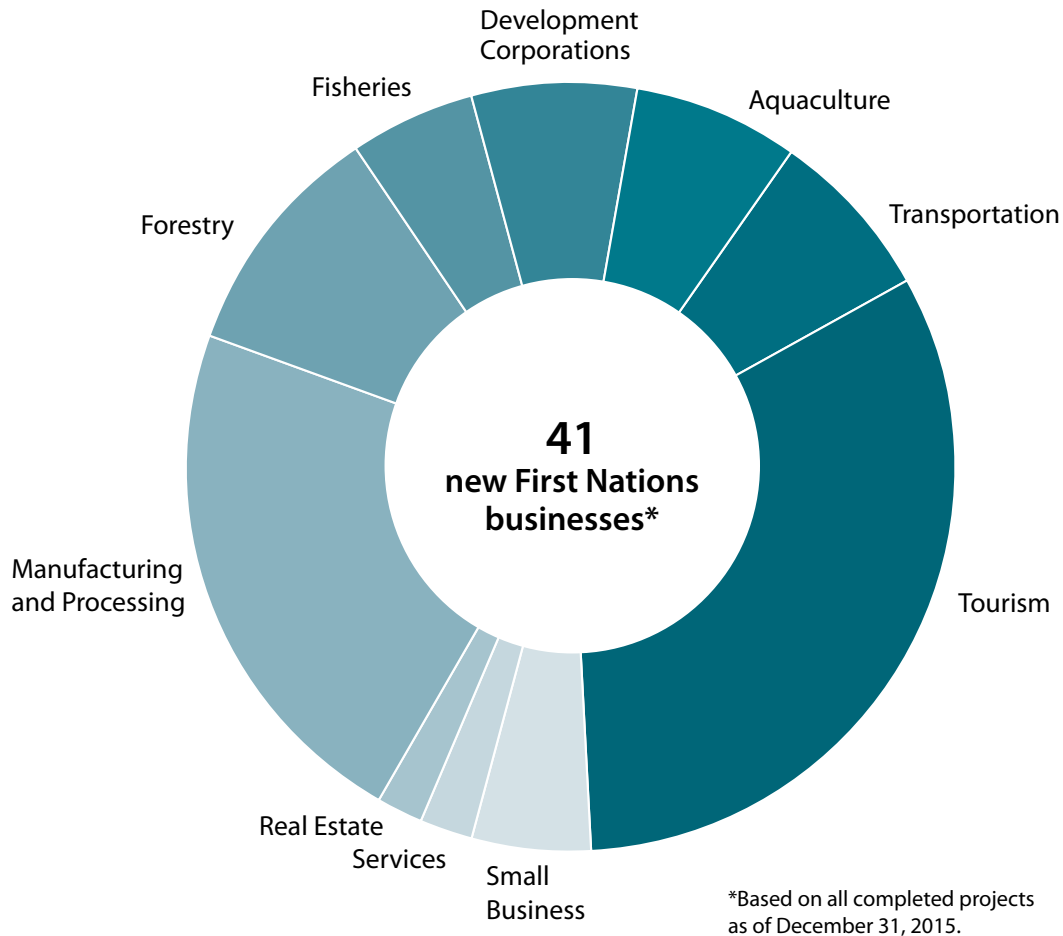 Development
Corporations
Fisheries
Aquaculture
Forestry
Transportation
41
new First Nations
businesses*
Manufacturing
and Processing
Tourism
Real Estate
Services
Small
Business
*Based on all completed projects
as of December 31, 2015.